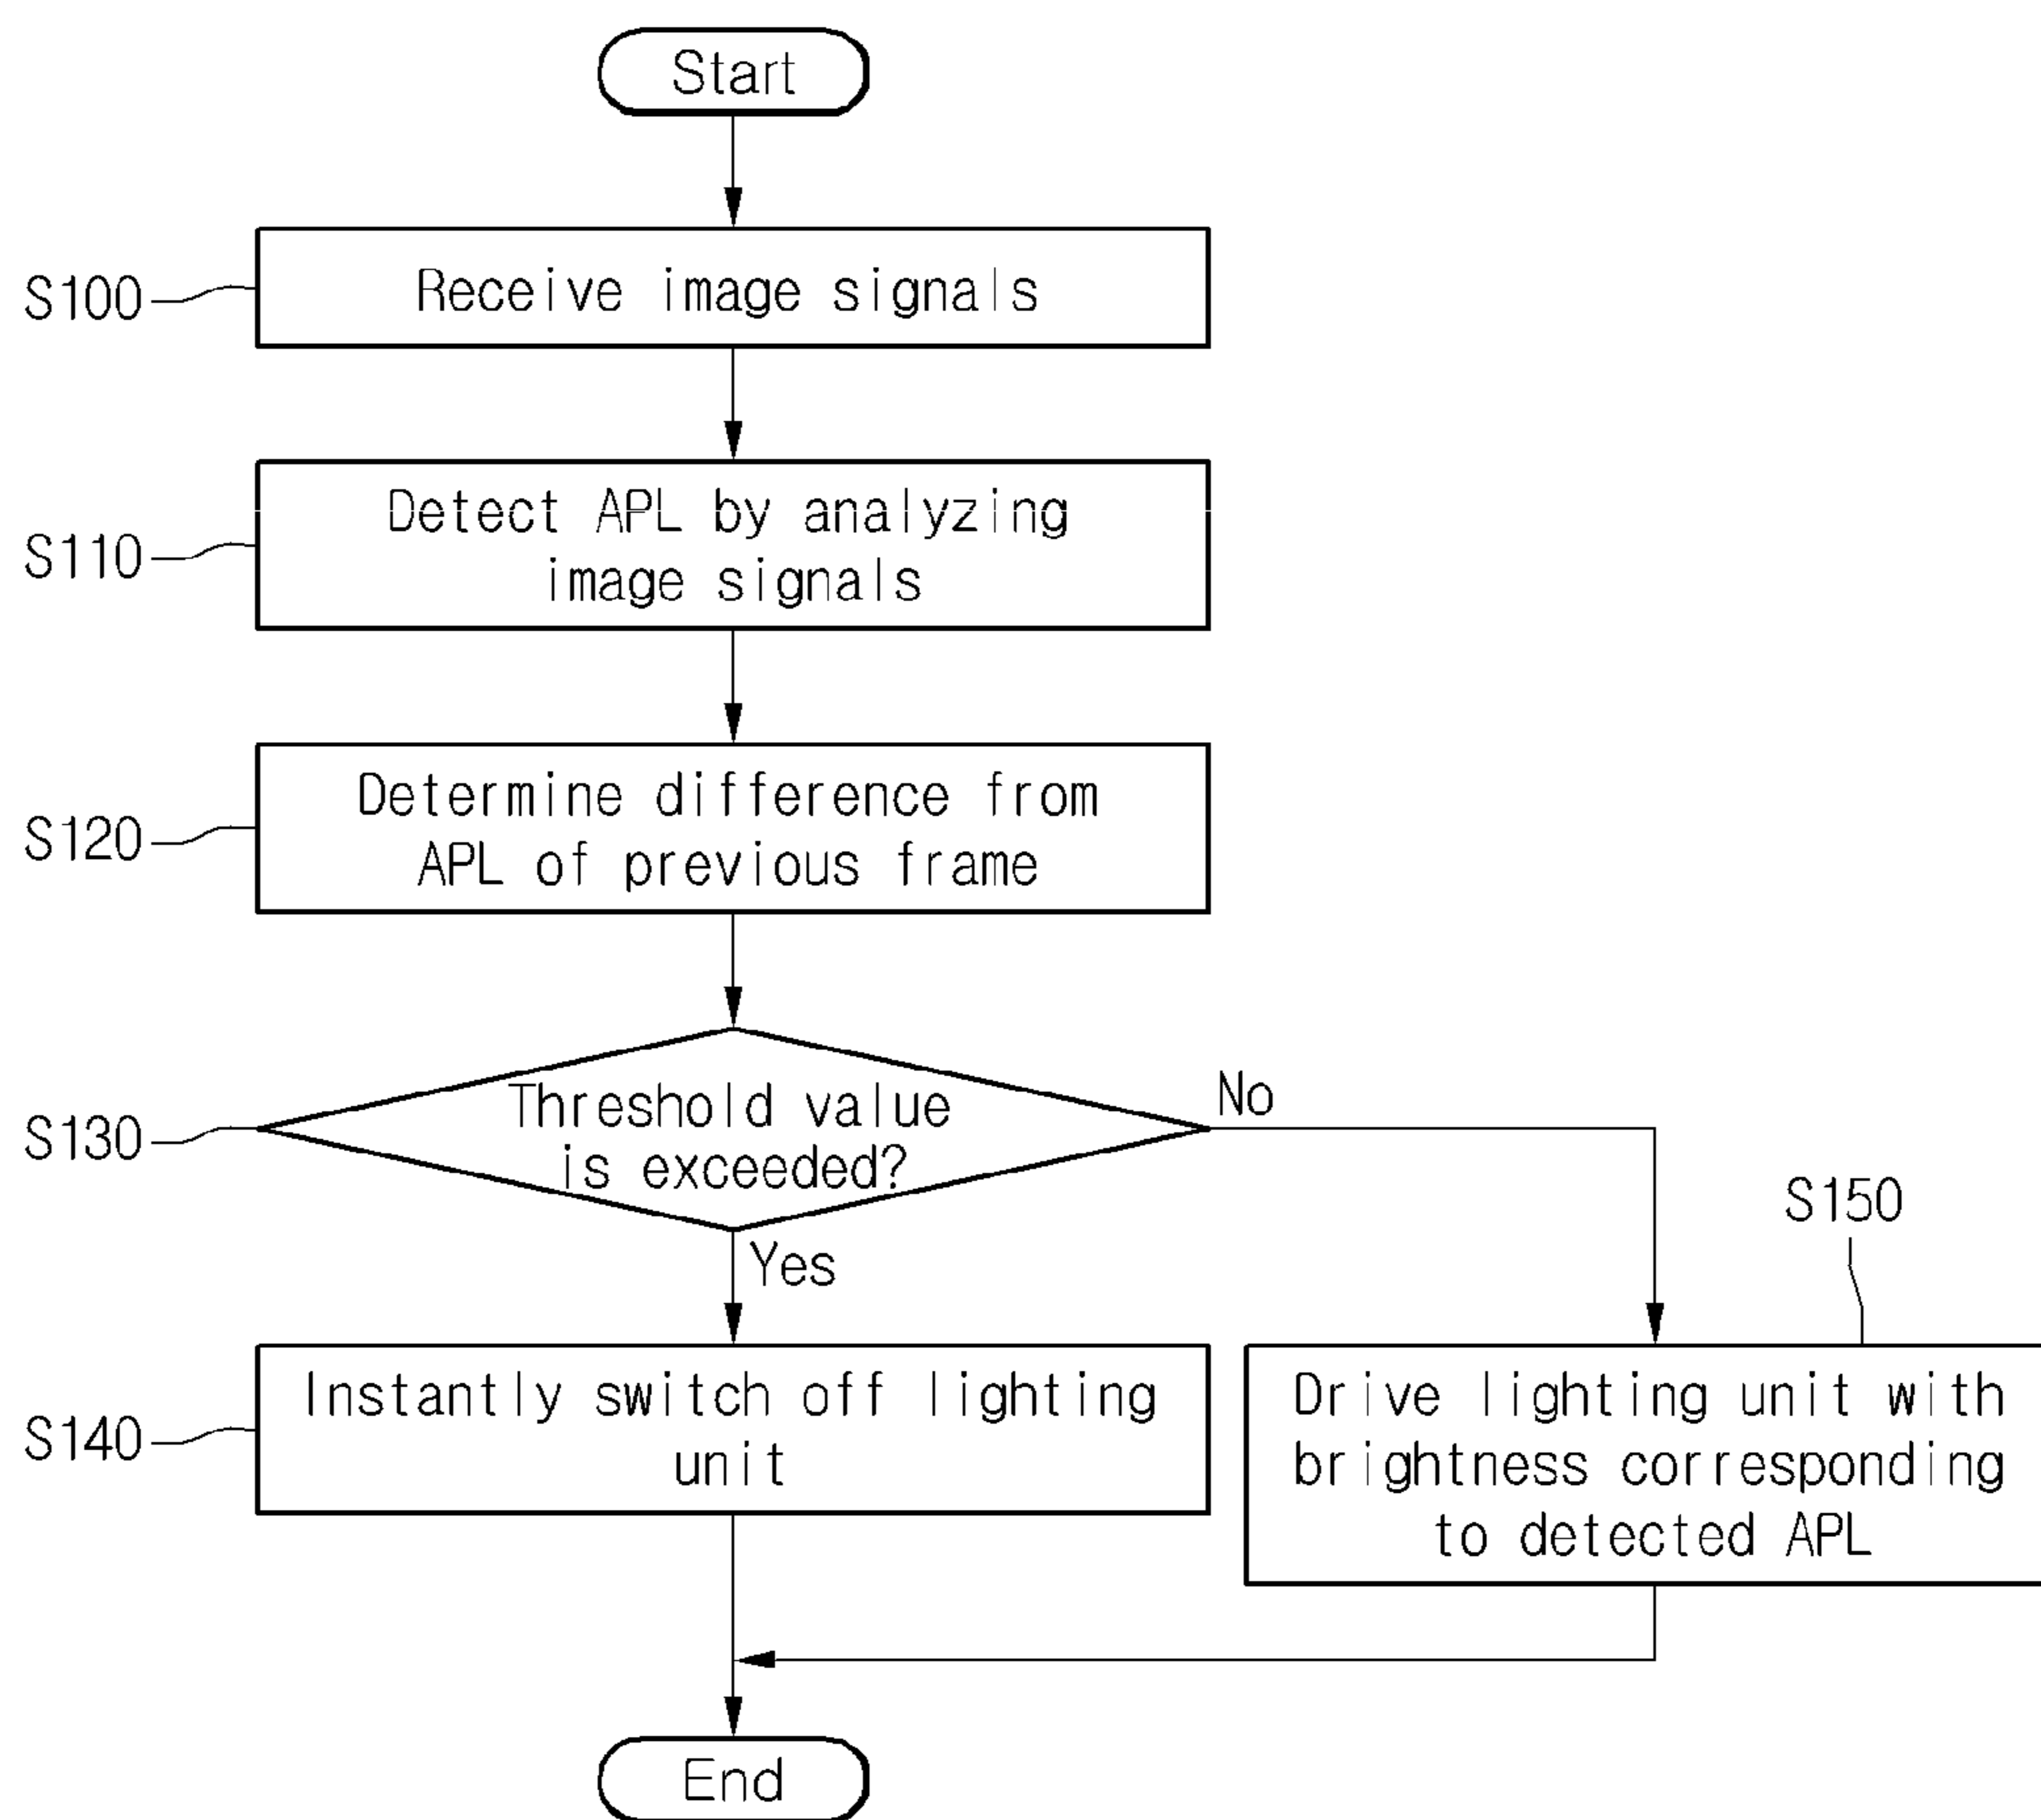 Start
S100
Receive image signals
S110
Detect APL by analyzing
image signals
S120
Determine difference from
APL of previous frame
S130
Threshold value
is exceeded?
No
Yes
S140
Instantly switch off lighting
unit
S150
Drive lighting unit with
brightness corresponding
to detected APL
End